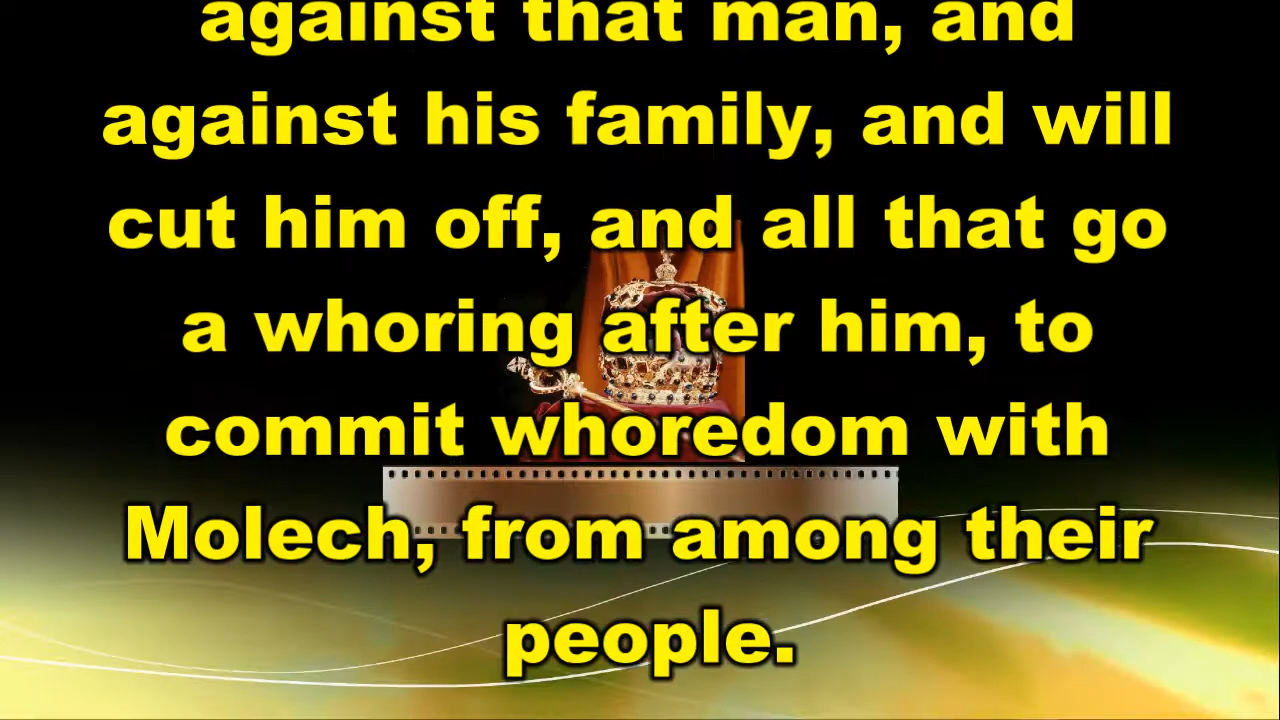 against that man, and
against his family, and will
cut him off, and all that go
a whoring after him, to
commit whoredom with
Molech, from among their
people.